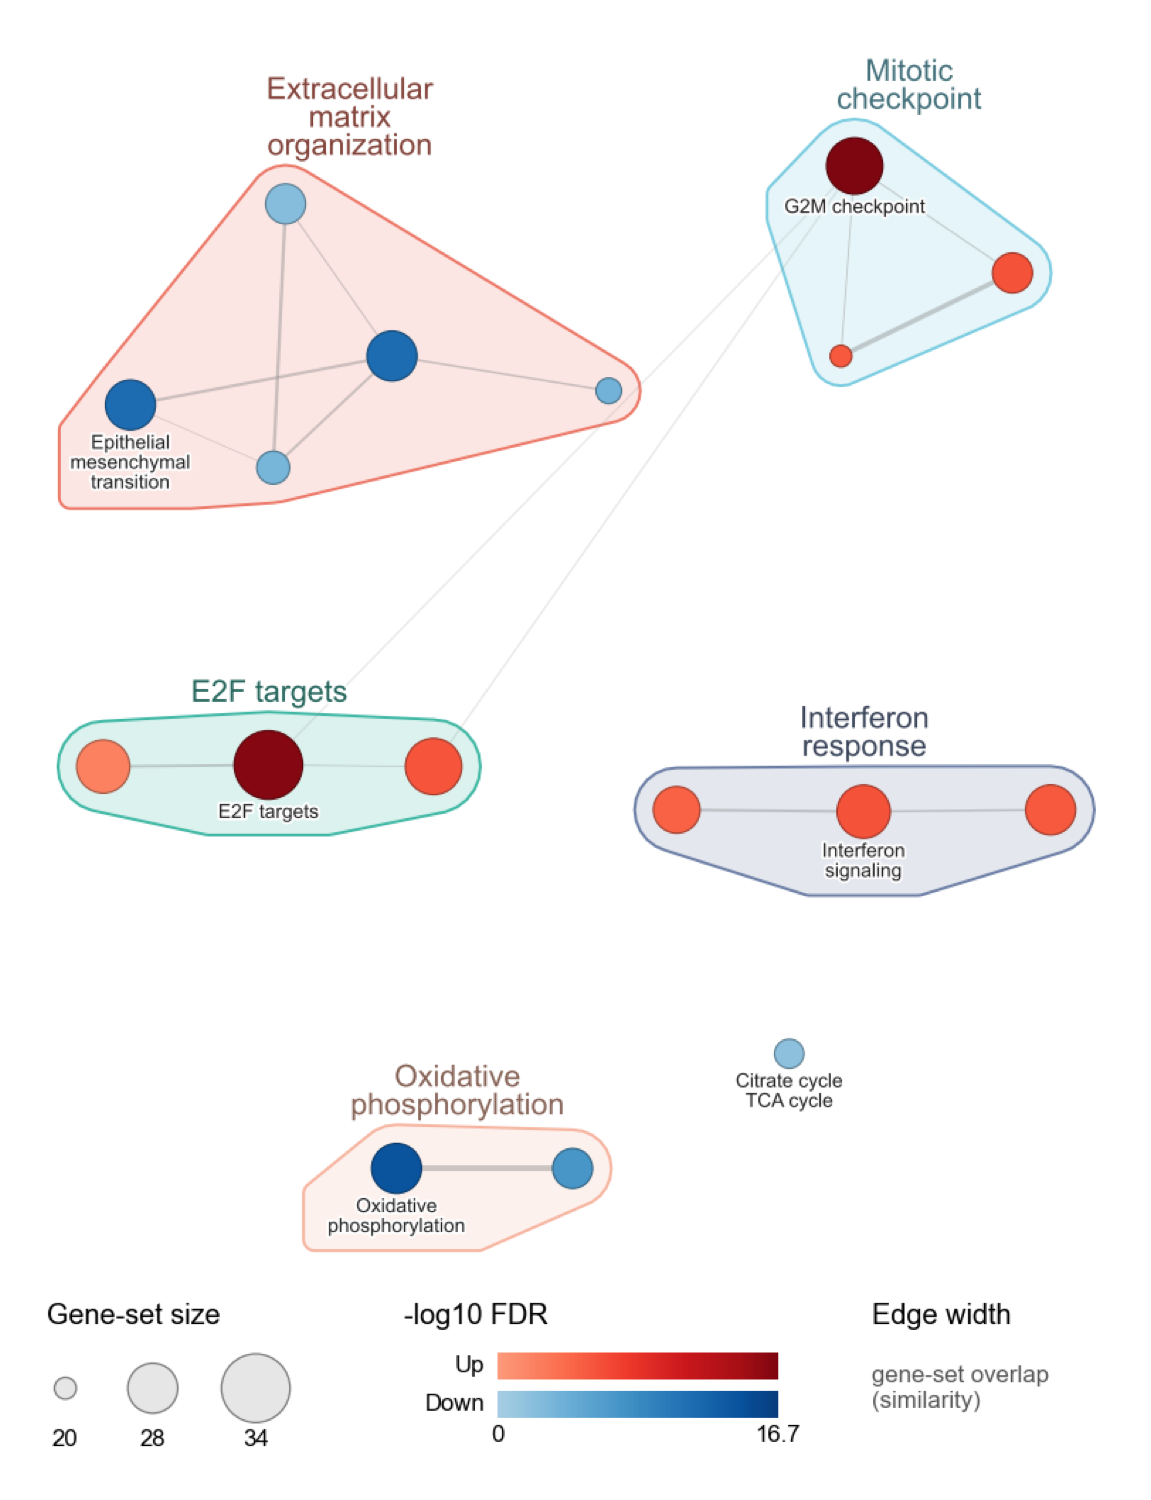 Extracellular
matrix
organization
Mitotic
checkpoint
G2M checkpoint
Epithelial
mesenchymal
transition
E2F targets
E2F targets
Interferon
response
Interferon
signaling
Citrate cycle
TCA cycle
Oxidative
phosphorylation
Oxidative
phosphorylation
Gene-set size
20 28 34
-log10 FDR
Up
Down
0 16.7
Edge width
gene-set overlap
(similarity)